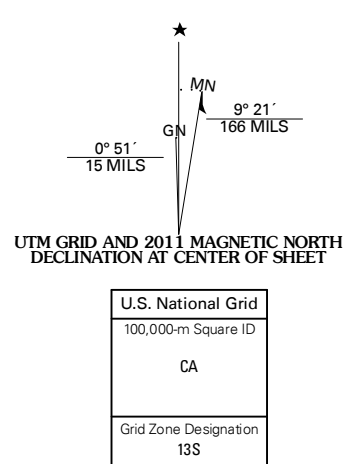 ★
MN
9° 21´
166 MILS
GN
0° 51´
15 MILS
UTM GRID AND 2011 MAGNETIC NORTH
DECLINATION AT CENTER OF SHEET
U.S. National Grid
100,000-m Square ID
CA
Grid Zone Designation
13S